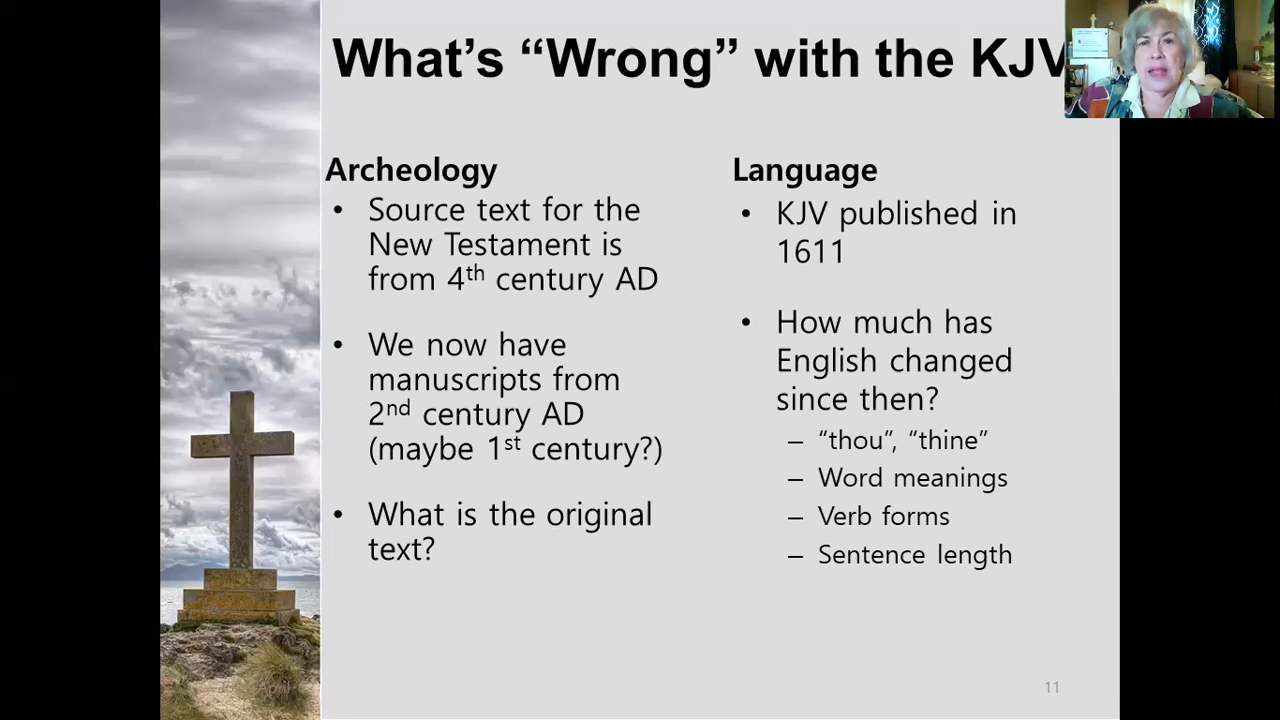 What's “Wrong” with the KJV
Archeology
• Source text for the
New Testament is
from 4th century AD
• We now have
manuscripts from
2nd century AD
(maybe 1st century?)
• What is the original
text?
Language
• KJV published in
1611
• How much has
English changed
since then?
– “thou”, “thine”
– Word meanings
– Verb forms
– Sentence length
April
11